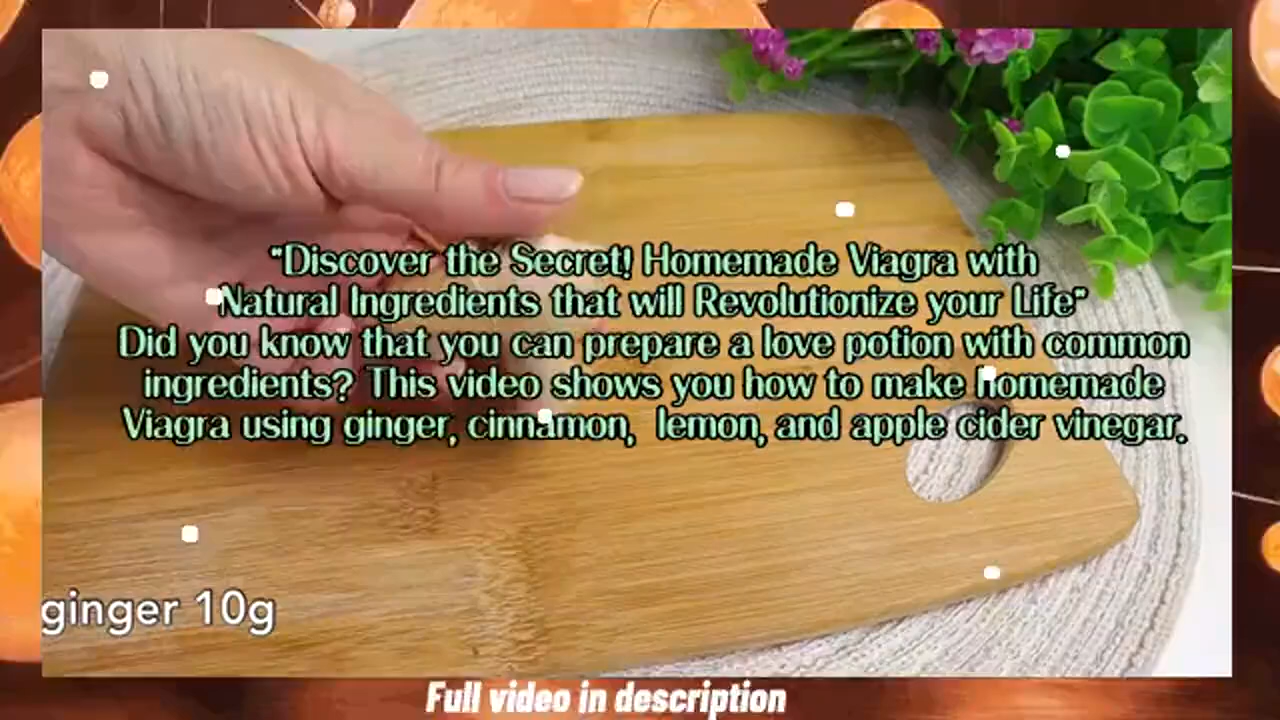 "Discover the Secret! Homemade Viagra with
Natural Ingredients that will Revolutionize your Life"
Did you know that you can prepare a love potion with common
ingredients? This video shows you how to make homemade
Viagra using ginger, cinnamon, lemon, and apple cider vinegar.
ginger 10g
Full video in description